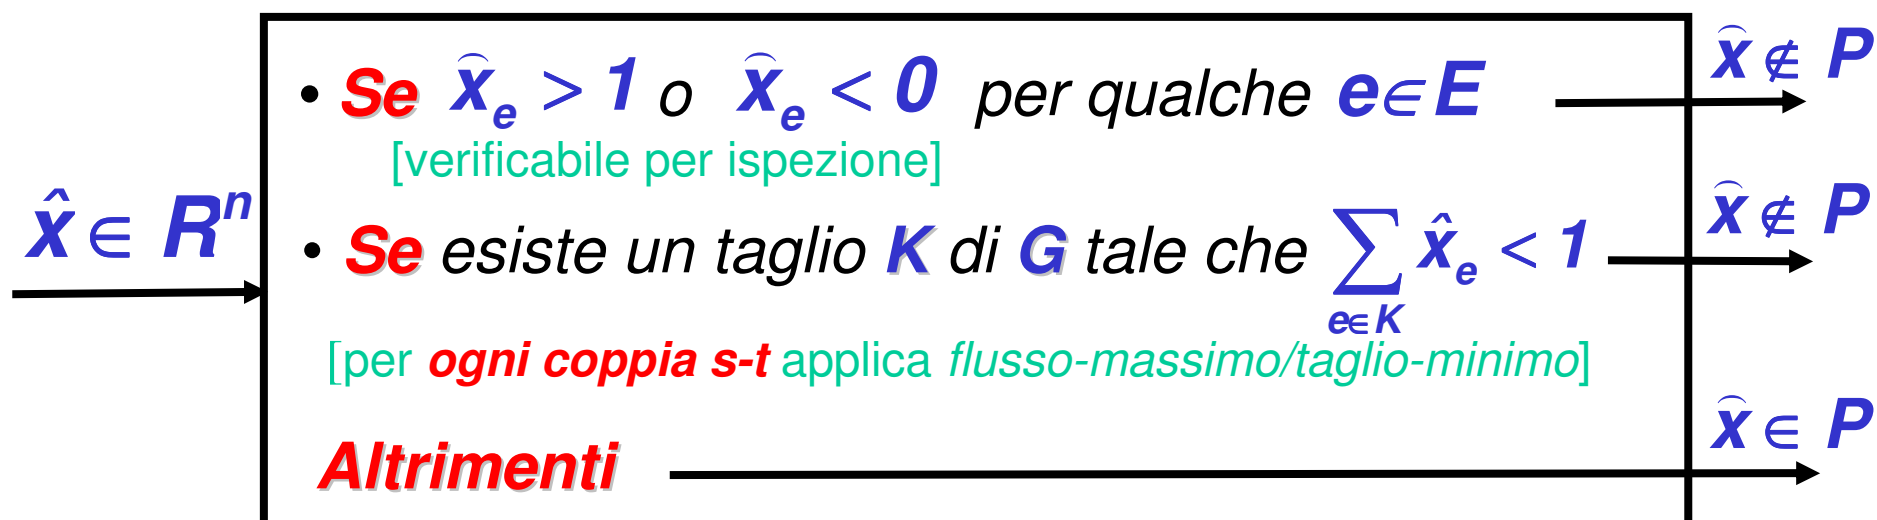 • Se x̂ₑ > 1 o x̂ₑ < 0 per qualche e∈E
x̂ ∉ P
[verificabile per ispezione]
x̂ ∈ Rⁿ
• Se esiste un taglio K di G tale che ∑ x̂ₑ < 1
e∈K
x̂ ∉ P
[per ogni coppia s-t applica flusso-massimo/taglio-minimo]
Altrimenti
x̂ ∈ P